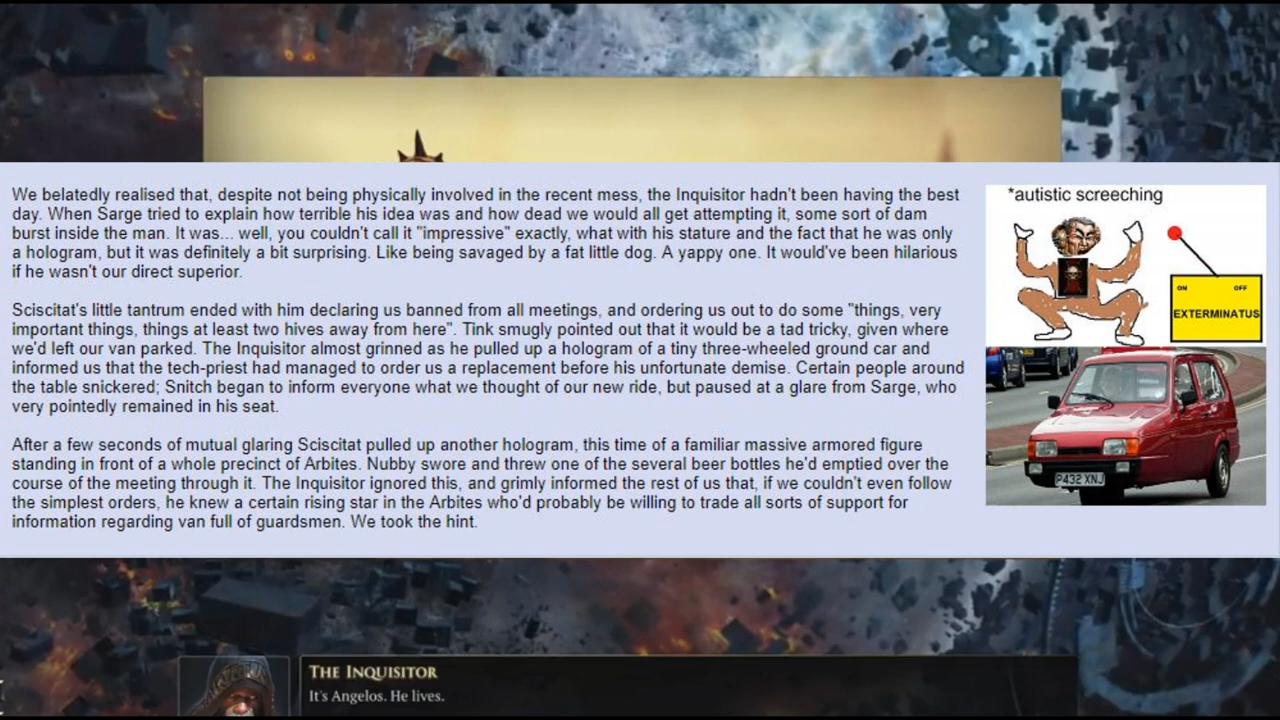 We belatedly realised that, despite not being physically involved in the recent mess, the Inquisitor hadn't been having the best
day. When Sarge tried to explain how terrible his idea was and how dead we would all get attempting it, some sort of dam
burst inside the man. It was... well, you couldn't call it "impressive" exactly, what with his stature and the fact that he was only
a hologram, but it was definitely a bit surprising. Like being savaged by a fat little dog. A yappy one. It would've been hilarious
if he wasn't our direct superior.
Sciscitat's little tantrum ended with him declaring us banned from all meetings, and ordering us out to do some "things, very
important things, things at least two hives away from here". Tink smugly pointed out that it would be a tad tricky, given where
we'd left our van parked. The Inquisitor almost grinned as he pulled up a hologram of a tiny three-wheeled ground car and
informed us that the tech-priest had managed to order us a replacement before his unfortunate demise. Certain people around
the table snickered; Snitch began to inform everyone what we thought of our new ride, but paused at a glare from Sarge, who
very pointedly remained in his seat.
After a few seconds of mutual glaring Sciscitat pulled up another hologram, this time of a familiar massive armored figure
standing in front of a whole precinct of Arbites. Nubby swore and threw one of the several beer bottles he'd emptied over the
course of the meeting through it. The Inquisitor ignored this, and grimly informed the rest of us that, if we couldn't even follow
the simplest orders, he knew a certain rising star in the Arbites who'd probably be willing to trade all sorts of support for
information regarding van full of guardsmen. We took the hint.
*autistic screeching
ON OFF
EXTERMINATUS
P432 XNJ
THE INQUISITOR
It's Angelos. He lives.